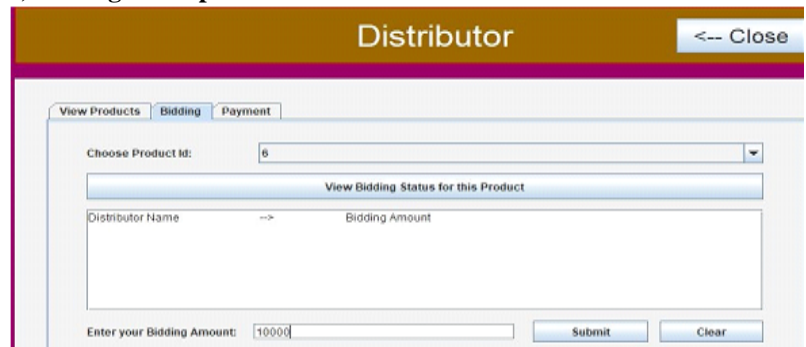 Distributor
<-- Close
View Products Bidding Payment
Choose Product Id: 6
View Bidding Status for this Product
Distributor Name --> Bidding Amount
Enter your Bidding Amount: 10000 Submit Clear